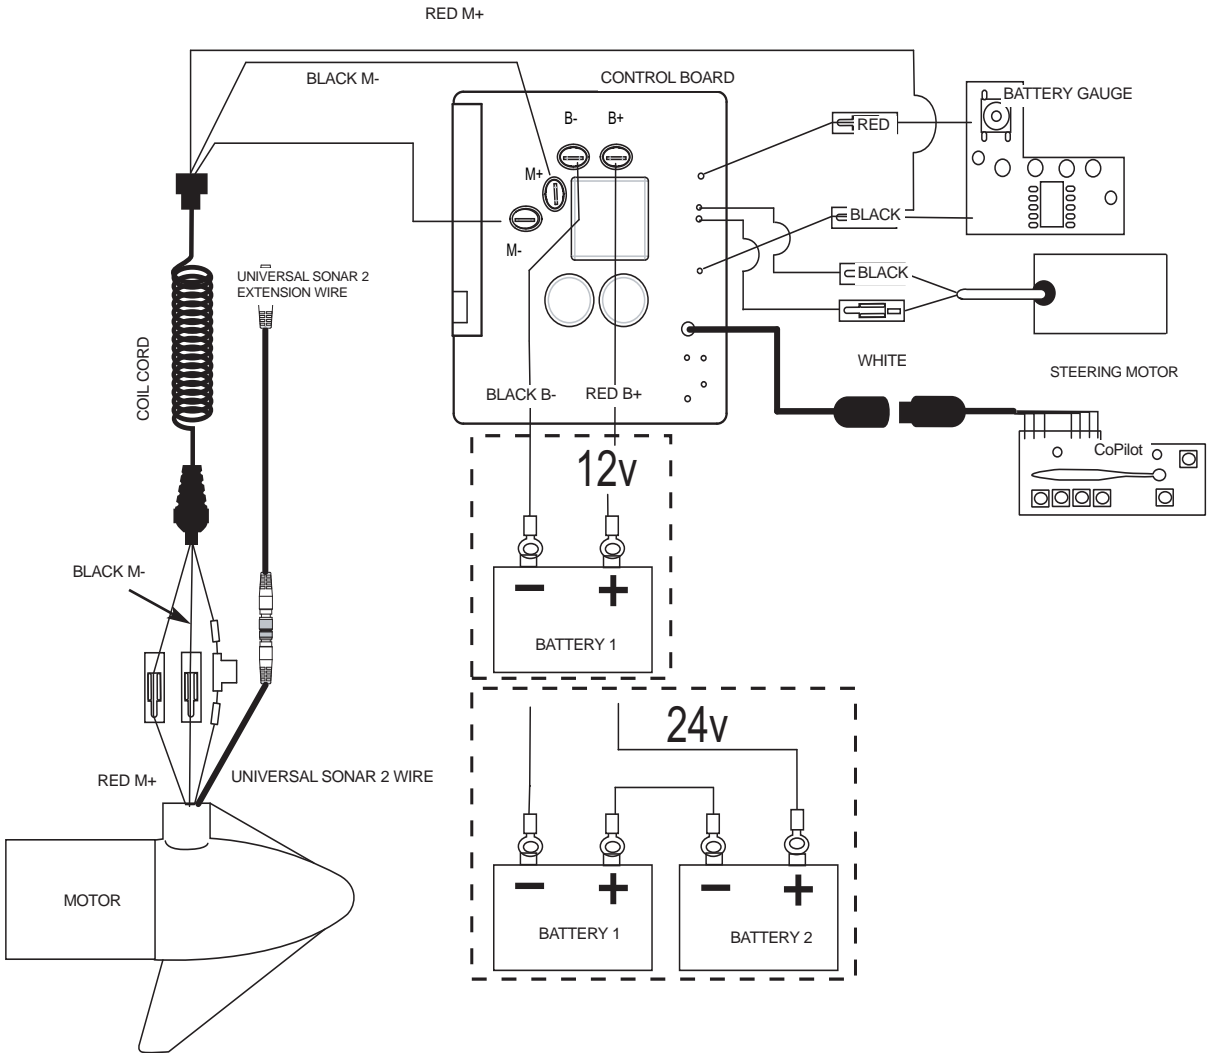 RED M+
BLACK M-
CONTROL BOARD
BATTERY GAUGE
B-
B+
RED
M+
BLACK
M-
UNIVERSAL SONAR 2
EXTENSION WIRE
BLACK
COIL CORD
WHITE
STEERING MOTOR
BLACK B-
RED B+
CoPilot
12v
BLACK M-
BATTERY 1
24v
RED M+
UNIVERSAL SONAR 2 WIRE
MOTOR
BATTERY 1
BATTERY 2